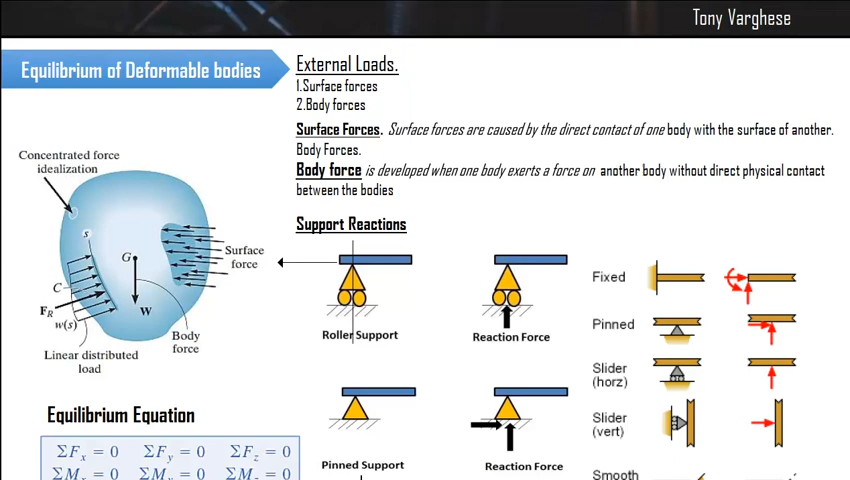 Tony Varghese
Equilibrium of Deformable bodies
External Loads.
1.Surface forces
2.Body forces
Surface Forces. Surface forces are caused by the direct contact of one body with the surface of another.
Body Forces.
Body force is developed when one body exerts a force on another body without direct physical contact
between the bodies
Support Reactions
Concentrated force
idealization
s
G
Surface
force
C
F_R
W
w(s)
Body
force
Linear distributed
load
Roller Support
Reaction Force
Pinned Support
Reaction Force
Fixed
Pinned
Slider
(horz)
Slider
(vert)
Smooth
Equilibrium Equation
ΣFx = 0 ΣFy = 0 ΣFz = 0
ΣMx = 0 ΣMy = 0 ΣMz = 0